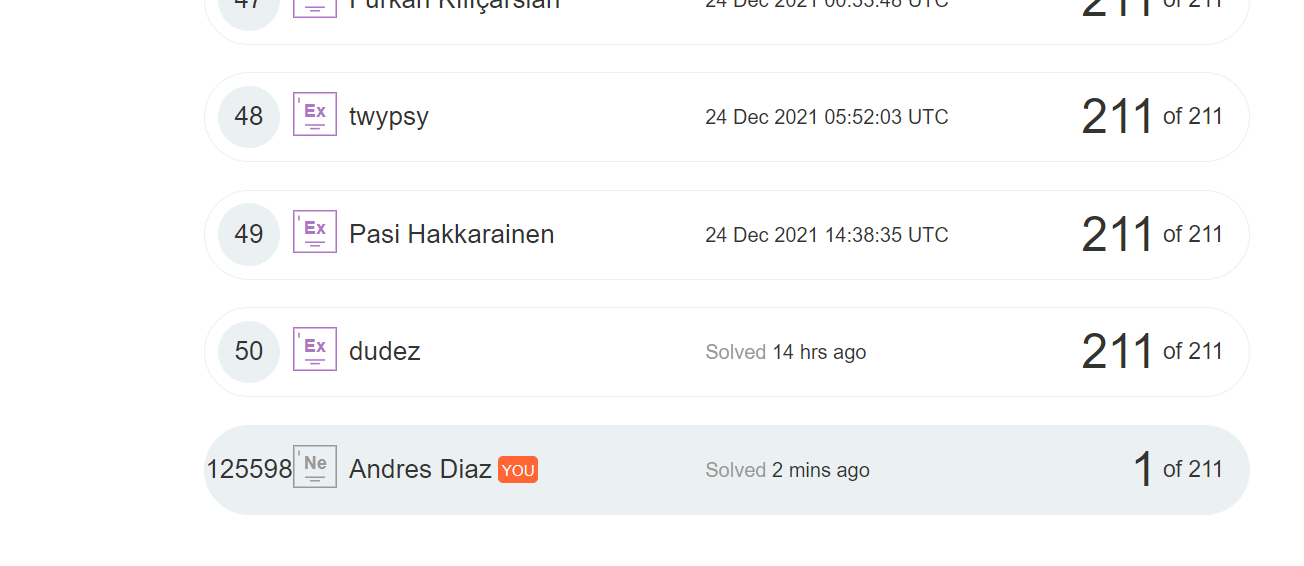 47 Furkan Kılıçarslan 24 Dec 2021 00:53:48 UTC 211 of 211
48 Ex twypsy 24 Dec 2021 05:52:03 UTC 211 of 211
49 Ex Pasi Hakkarainen 24 Dec 2021 14:38:35 UTC 211 of 211
50 Ex dudez Solved 14 hrs ago 211 of 211
125598 Ne Andres Diaz YOU Solved 2 mins ago 1 of 211